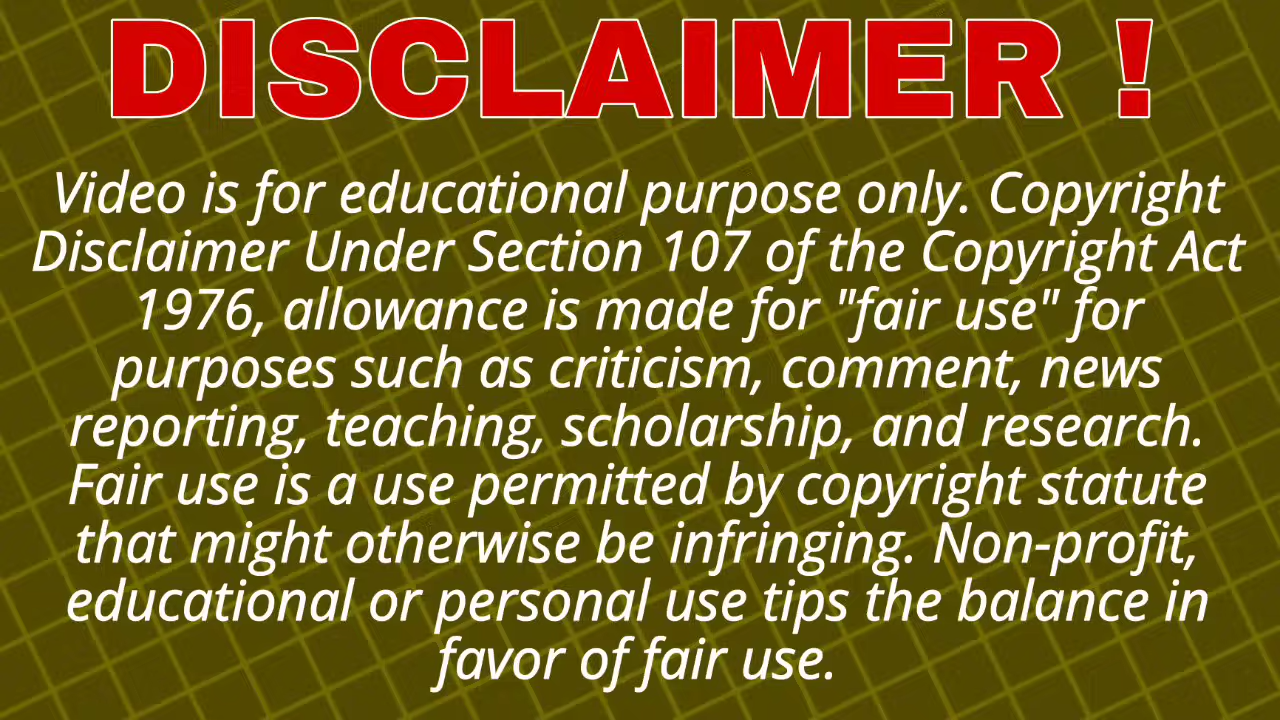 DISCLAIMER !
Video is for educational purpose only. Copyright
Disclaimer Under Section 107 of the Copyright Act
1976, allowance is made for "fair use" for
purposes such as criticism, comment, news
reporting, teaching, scholarship, and research.
Fair use is a use permitted by copyright statute
that might otherwise be infringing. Non-profit,
educational or personal use tips the balance in
favor of fair use.